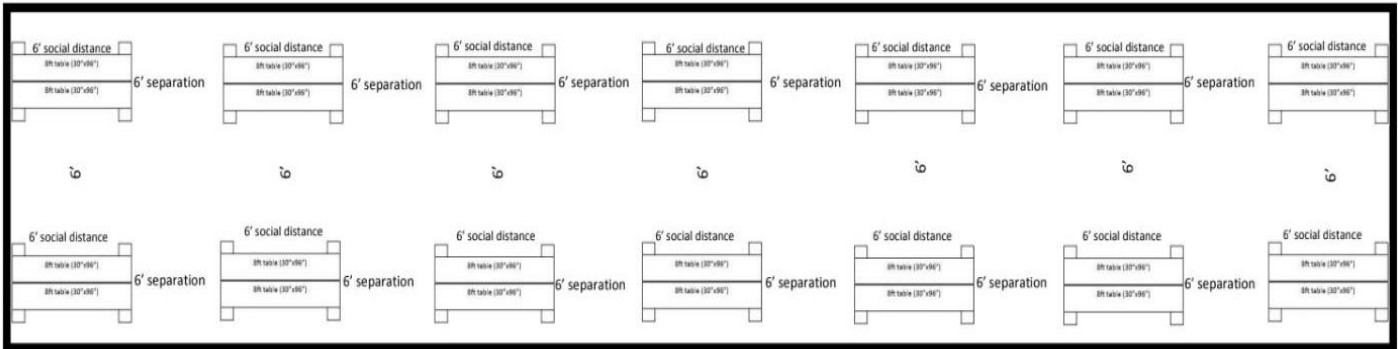 6' social distance 6' social distance 6' social distance 6' social distance 6' social distance 6' social distance 6' social distance
8ft table (30"x96") 8ft table (30"x96") 8ft table (30"x96") 8ft table (30"x96") 8ft table (30"x96") 8ft table (30"x96") 8ft table (30"x96")
6' separation 6' separation 6' separation 6' separation 6' separation 6' separation
8ft table (30"x96") 8ft table (30"x96") 8ft table (30"x96") 8ft table (30"x96") 8ft table (30"x96") 8ft table (30"x96") 8ft table (30"x96")
6' 6' 6' 6' 6' 6' 6'
6' social distance 6' social distance 6' social distance 6' social distance 6' social distance 6' social distance 6' social distance
8ft table (30"x96") 8ft table (30"x96") 8ft table (30"x96") 8ft table (30"x96") 8ft table (30"x96") 8ft table (30"x96") 8ft table (30"x96")
6' separation 6' separation 6' separation 6' separation 6' separation 6' separation
8ft table (30"x96") 8ft table (30"x96") 8ft table (30"x96") 8ft table (30"x96") 8ft table (30"x96") 8ft table (30"x96") 8ft table (30"x96")